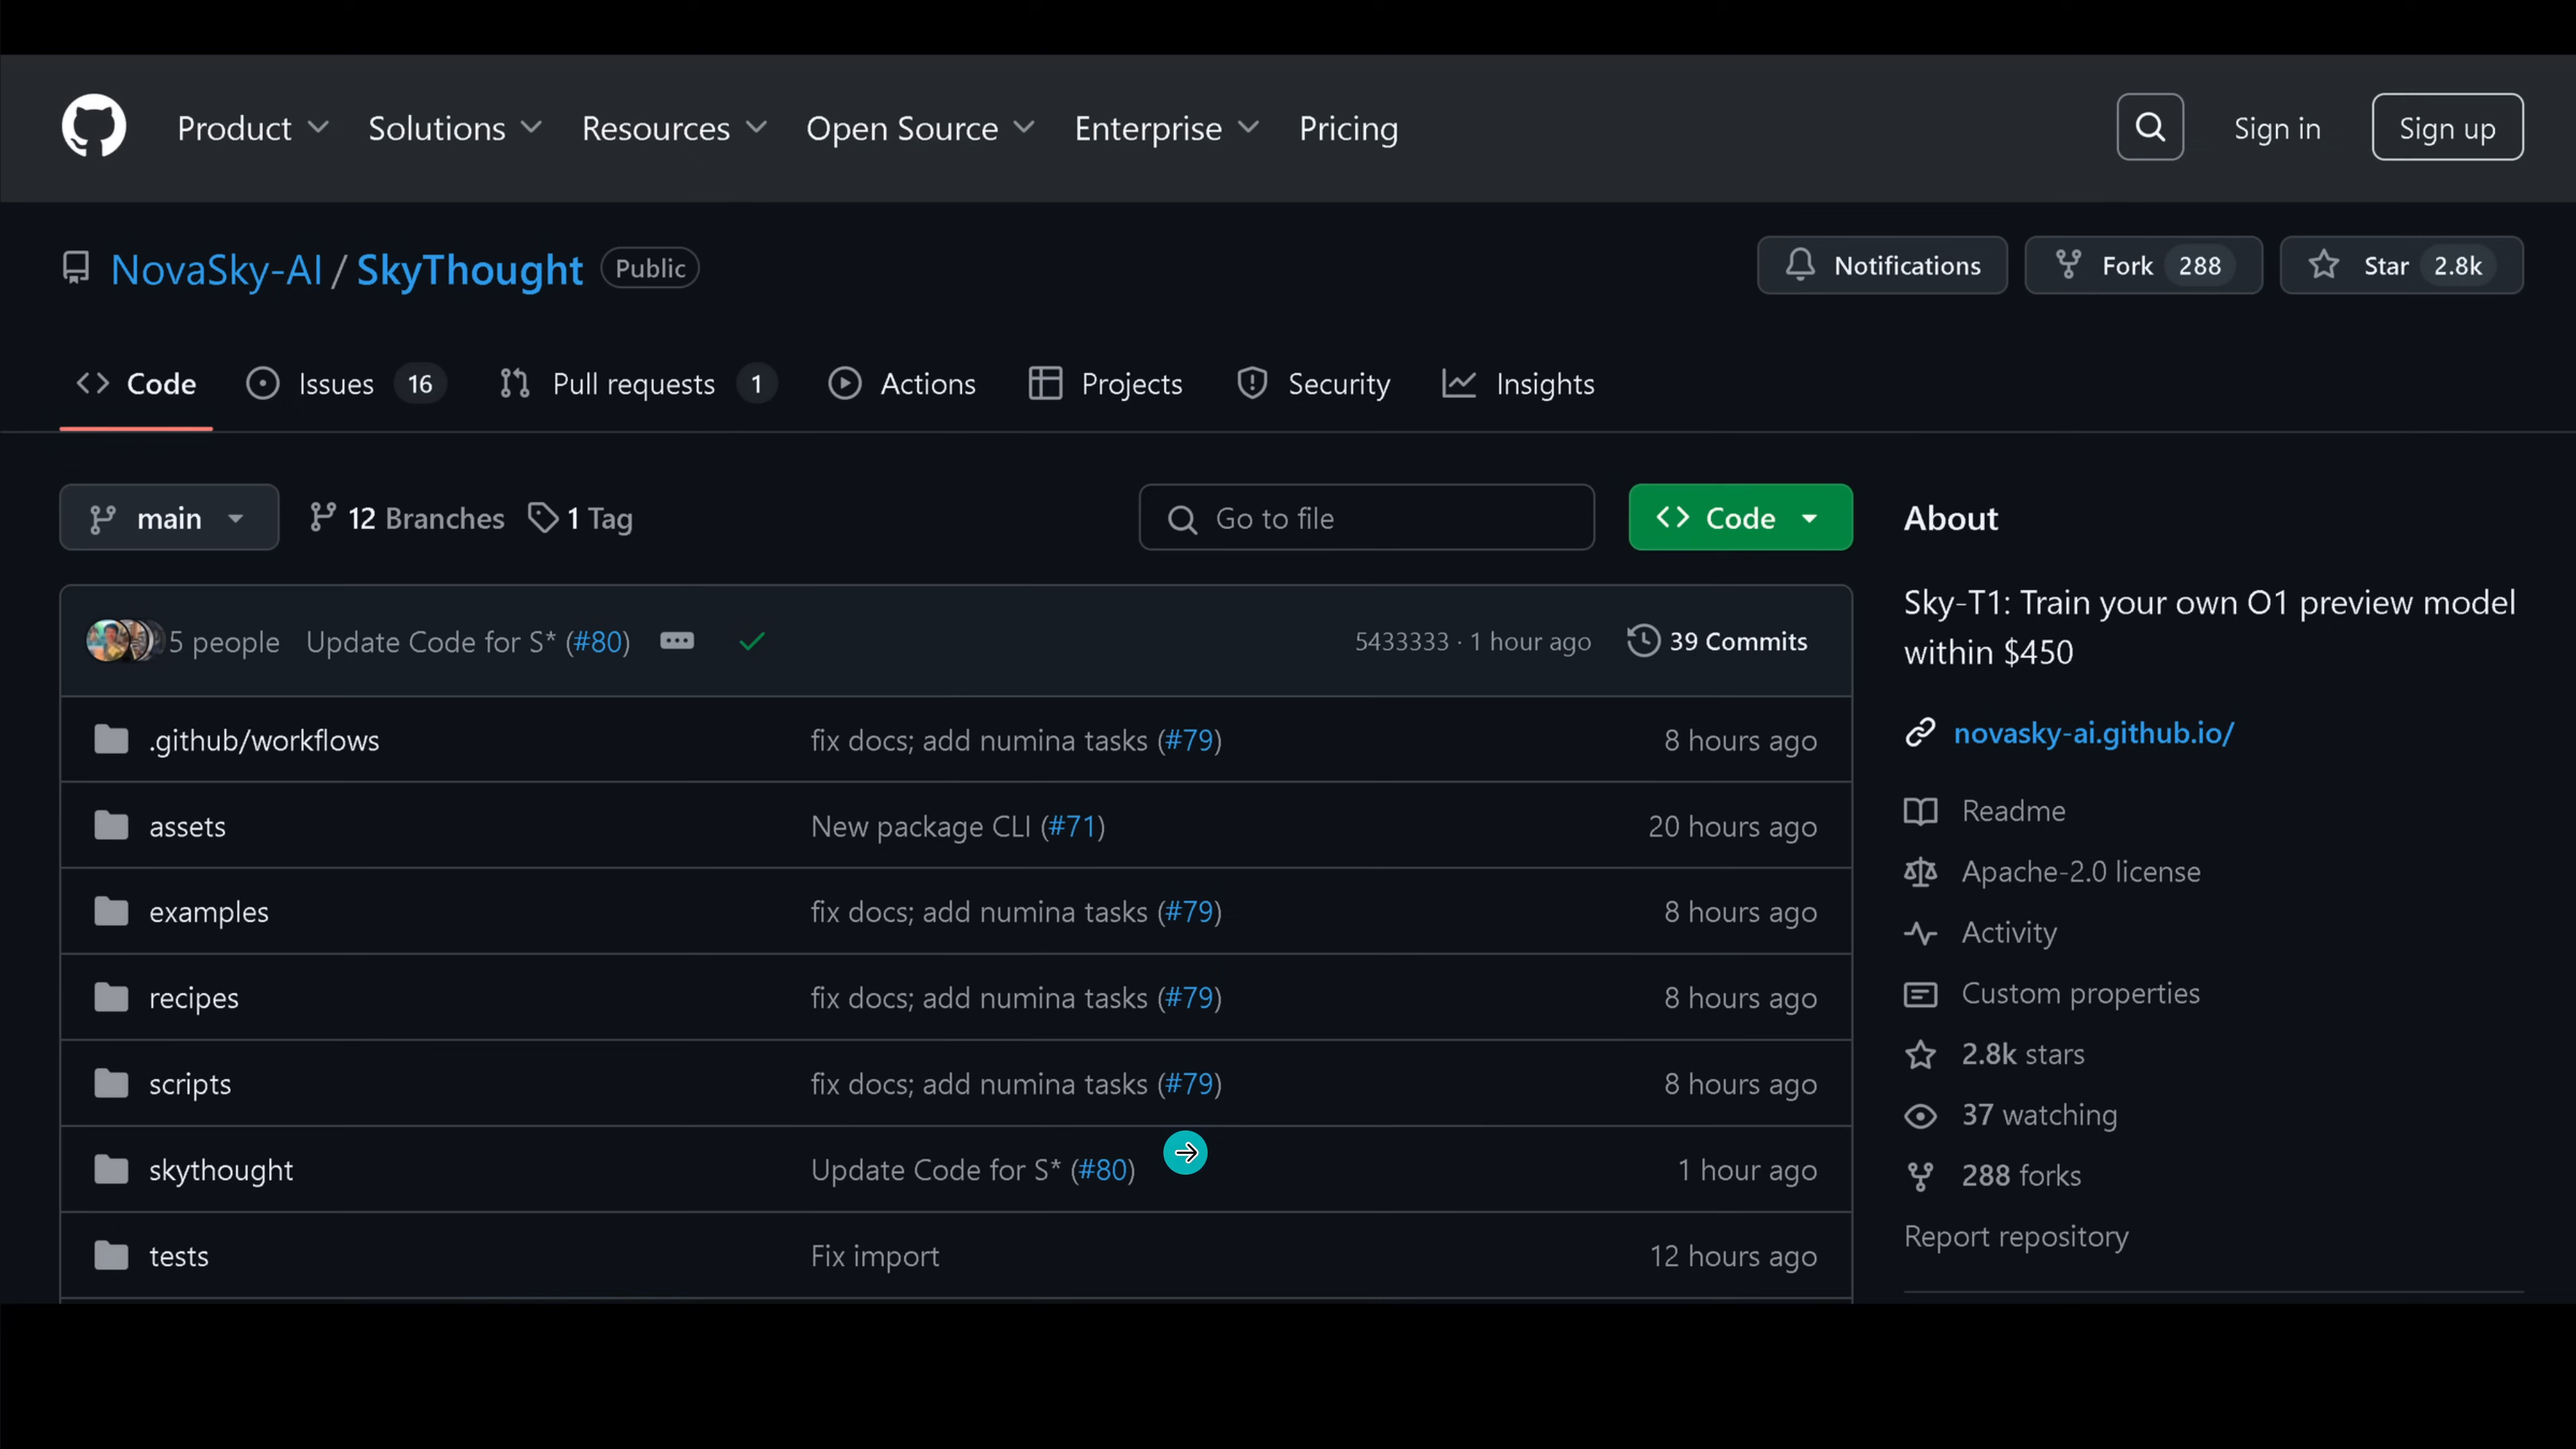 Product Solutions Resources Open Source Enterprise Pricing Sign in Sign up
NovaSky-AI / SkyThought Public Notifications Fork 288 Star 2.8k
Code Issues 16 Pull requests 1 Actions Projects Security Insights
main 12 Branches 1 Tag Go to file Code
5 people Update Code for S* (#80) 5433333 · 1 hour ago 39 Commits
.github/workflows fix docs; add numina tasks (#79) 8 hours ago
assets New package CLI (#71) 20 hours ago
examples fix docs; add numina tasks (#79) 8 hours ago
recipes fix docs; add numina tasks (#79) 8 hours ago
scripts fix docs; add numina tasks (#79) 8 hours ago
skythought Update Code for S* (#80) 1 hour ago
tests Fix import 12 hours ago
About
Sky-T1: Train your own O1 preview model
within $450
novasky-ai.github.io/
Readme
Apache-2.0 license
Activity
Custom properties
2.8k stars
37 watching
288 forks
Report repository